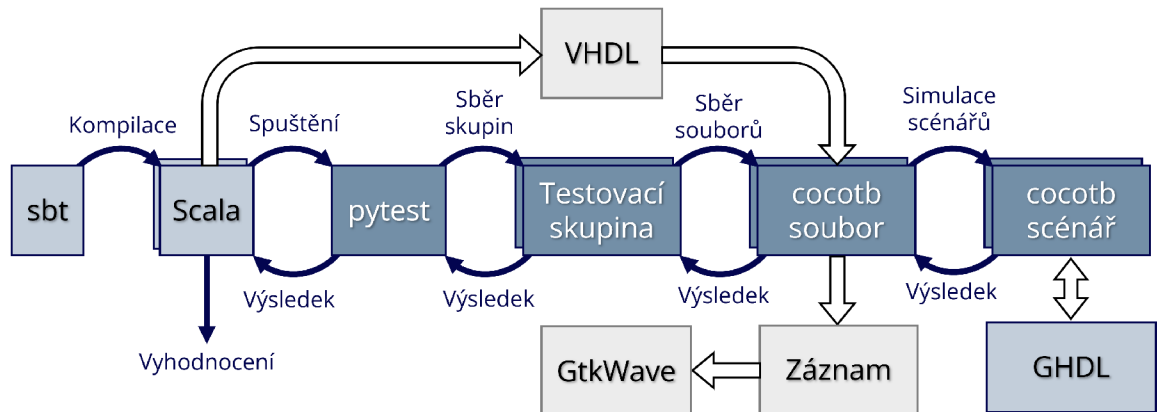 VHDL
Kompilace
Spuštění
Sběr
skupin
Sběr
souborů
Simulace
scénářů
sbt
Scala
pytest
Testovací
skupina
cocotb
soubor
cocotb
scénář
Výsledek
Výsledek
Výsledek
Výsledek
Vyhodnocení
GtkWave
Záznam
GHDL